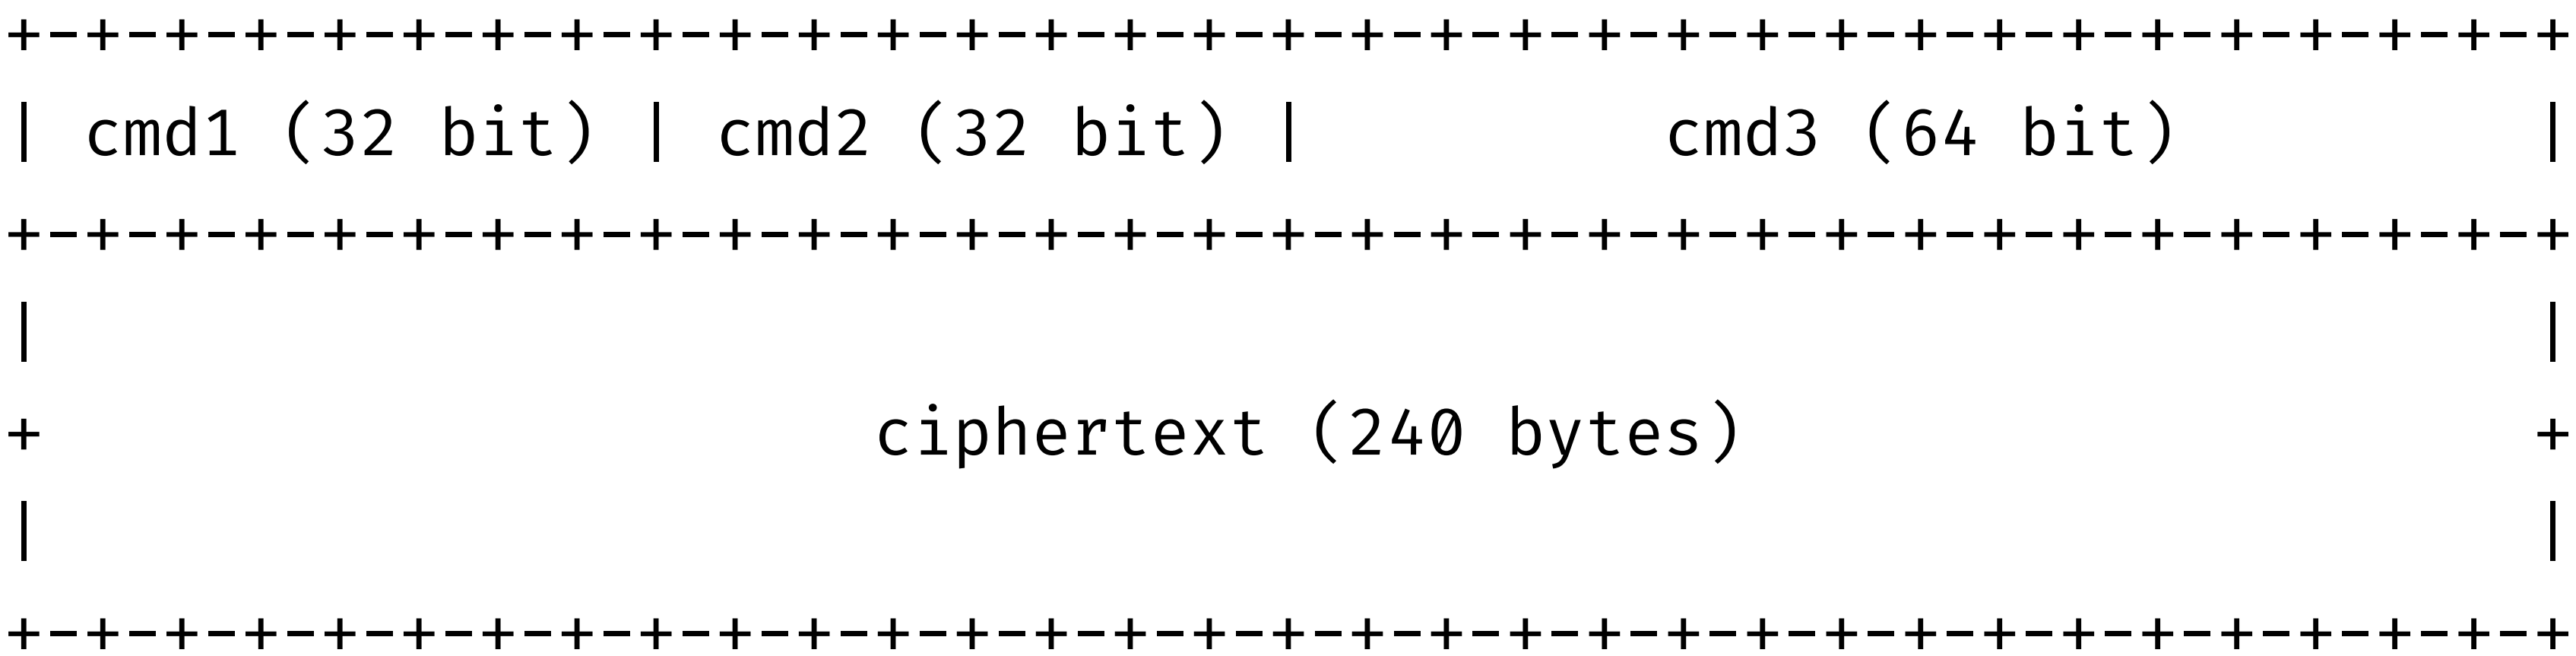 +-+-+-+-+-+-+-+-+-+-+-+-+-+-+-+-+-+-+-+-+-+-+-+-+-+-+-+-+-+-+-+-+
| cmd1 (32 bit) | cmd2 (32 bit) |         cmd3 (64 bit)         |
+-+-+-+-+-+-+-+-+-+-+-+-+-+-+-+-+-+-+-+-+-+-+-+-+-+-+-+-+-+-+-+-+
|                                                               |
+                     ciphertext (240 bytes)                    +
|                                                               |
+-+-+-+-+-+-+-+-+-+-+-+-+-+-+-+-+-+-+-+-+-+-+-+-+-+-+-+-+-+-+-+-+